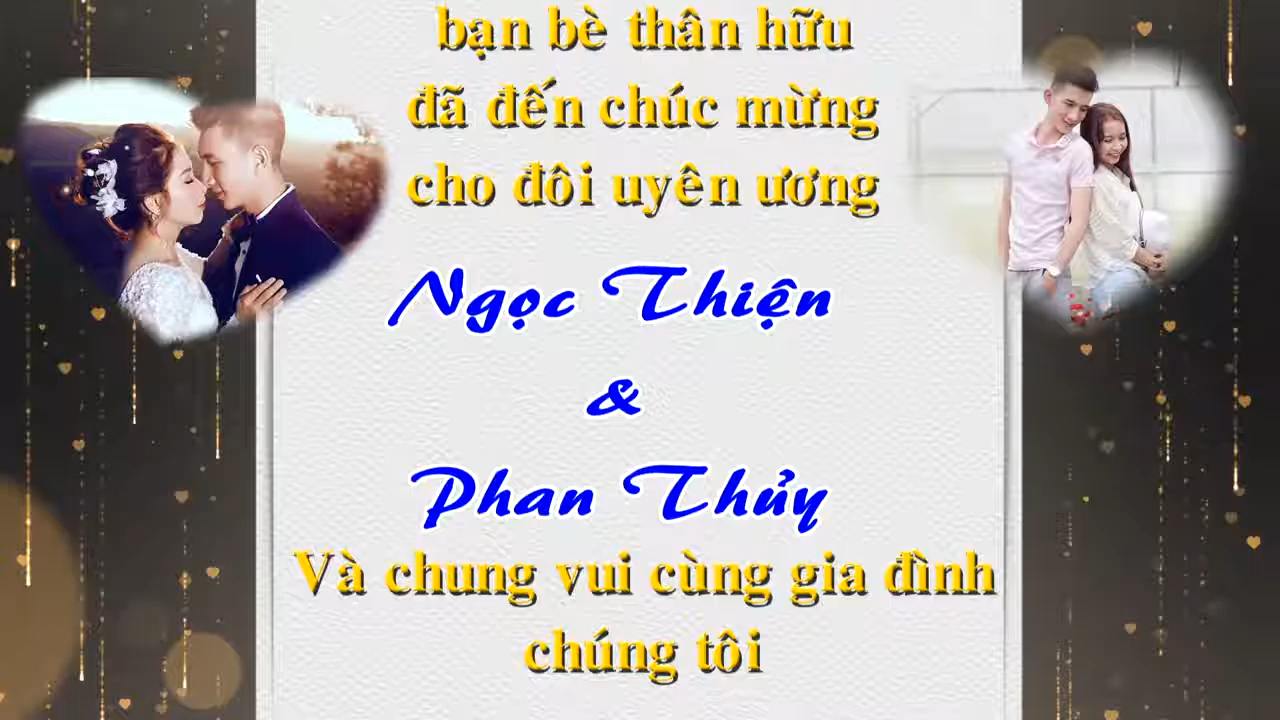 bạn bè thân hữu
đã đến chúc mừng
cho đôi uyên ương
Ngọc Thiện
&
Phan Thủy
Và chung vui cùng gia đình
chúng tôi